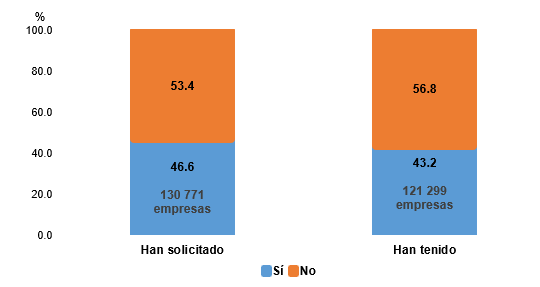 %
100.0
80.0
60.0
40.0
20.0
0.0
53.4
46.6
130 771
empresas
56.8
43.2
121 299
empresas
Han solicitado
Han tenido
Sí No